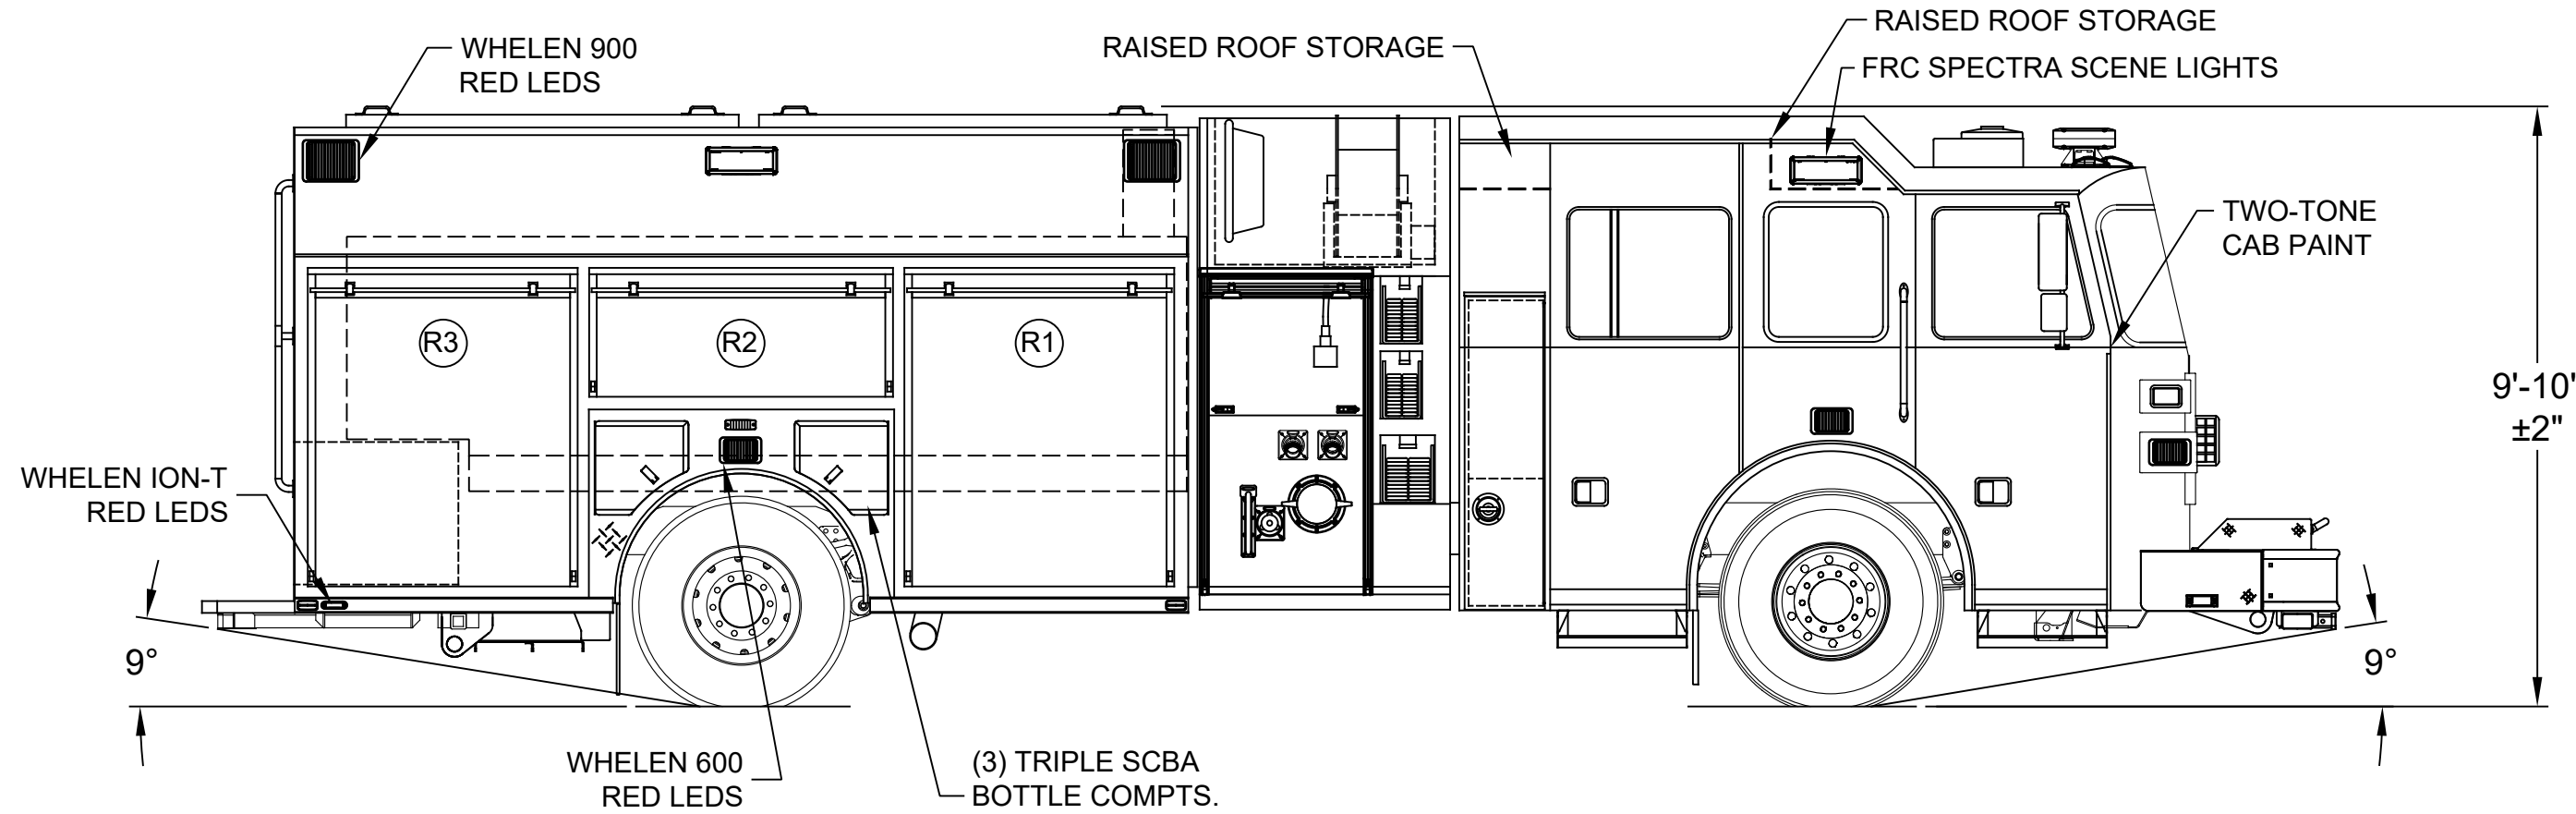 RAISED ROOF STORAGE
WHELEN 900
RED LEDS
RAISED ROOF STORAGE
FRC SPECTRA SCENE LIGHTS
TWO-TONE
CAB PAINT
R3
R2
R1
9'-10"
±2"
WHELEN ION-T
RED LEDS
9°
9°
WHELEN 600
RED LEDS
(3) TRIPLE SCBA
BOTTLE COMPTS.